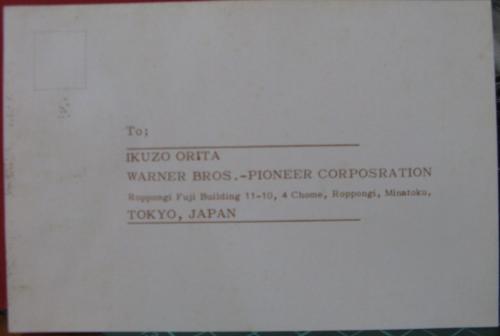 To;
IKUZO ORITA
WARNER BROS.-PIONEER CORPOSRATION
Roppongi Fuji Building 11-10, 4 Chome, Roppongi, Minatoku,
TOKYO, JAPAN